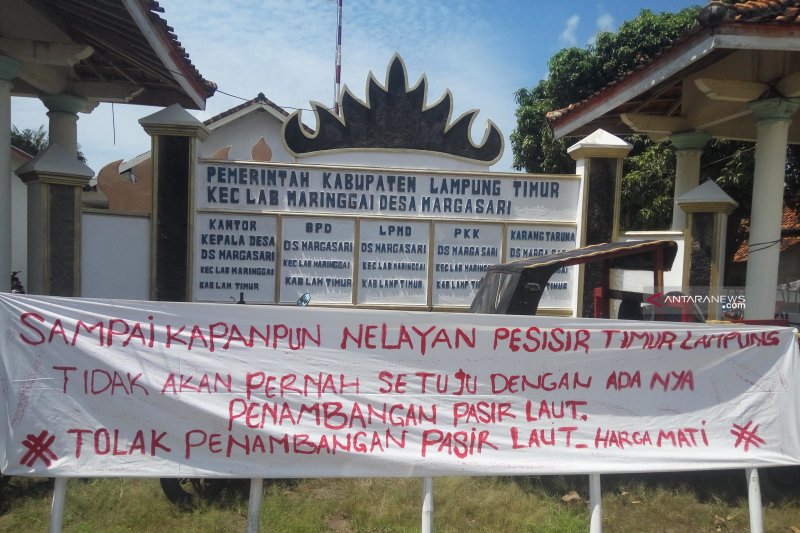 PEMERINTAH KABUPATEN LAMPUNG TIMUR
KEC LAB MARINGGAI DESA MARGASARI
KANTOR
KEPALA DESA
DS MARGASARI
KEC LAB MARINGGAI
KAB LAM TIMUR
BPD
DS MARGASARI
KEC LAB MARINGGAI
KAB LAMP TIMUR
LPMD
DS MARGASARI
KEC LAB MARINGGAI
KAB LAMP TIMUR
PKK
DS MARGASARI
KEC LAB MARINGGAI
KAB LAMP TIMUR
KARANG TARUNA
DS MARGASARI
ANTARANEWS
SAMPAI KAPANPUN NELAYAN PESISIR TIMUR LAMPUNG
TIDAK AKAN PERNAH SETUJU DENGAN ADA NYA
PENAMBANGAN PASIR LAUT.
# TOLAK PENAMBANGAN PASIR LAUT - HARGA MATI #